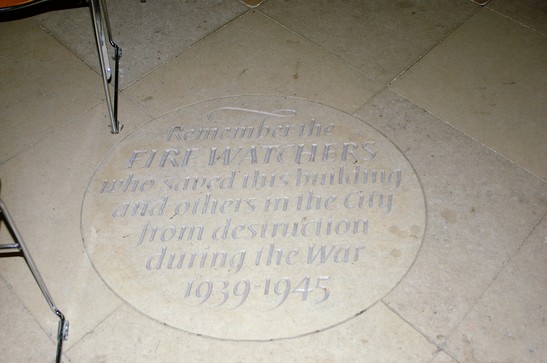 Remember the
FIRE WATCHERS
who saved this building
and others in the City
from destruction
during the War
1939-1945